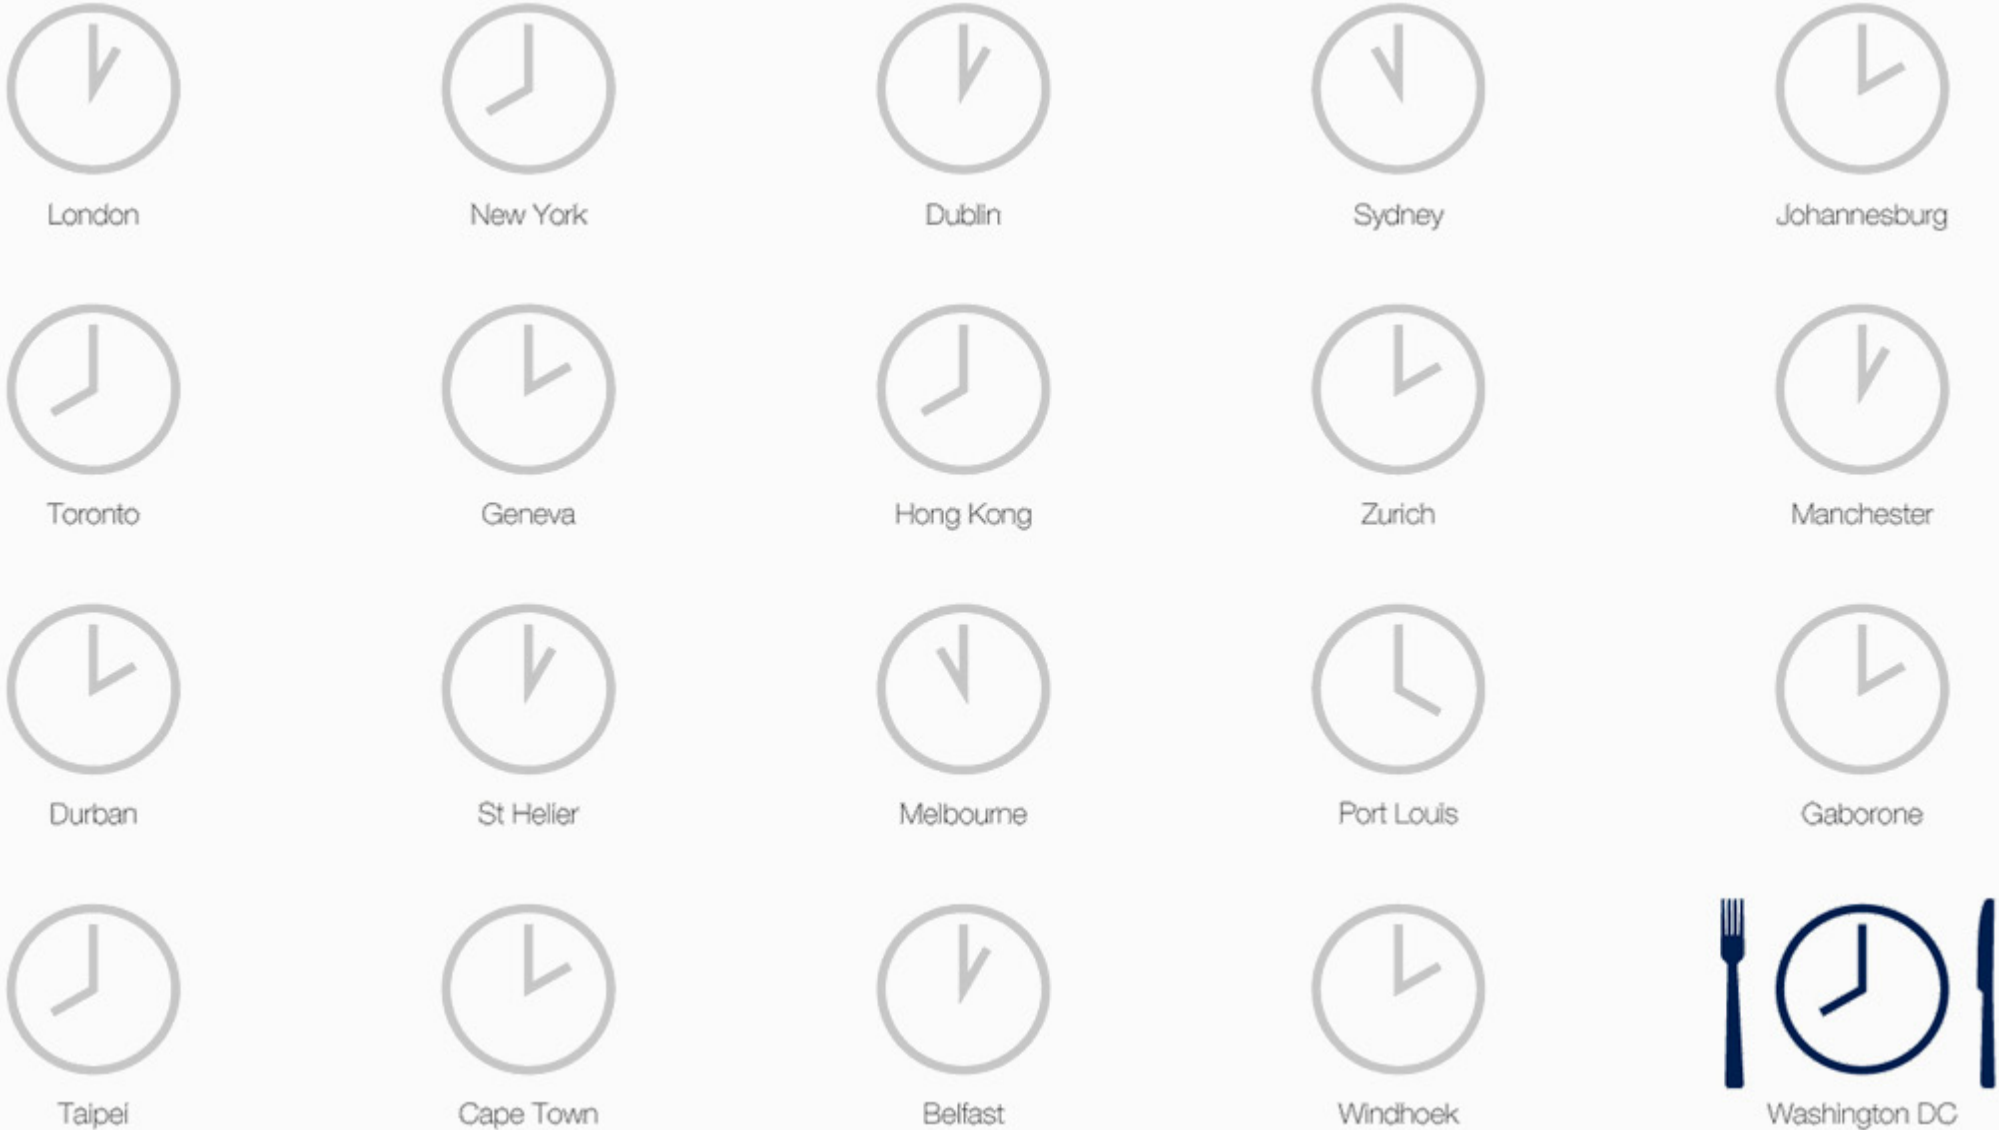 London
New York
Dublin
Sydney
Johannesburg
Toronto
Geneva
Hong Kong
Zurich
Manchester
Durban
St Helier
Melbourne
Port Louis
Gaborone
Taipei
Cape Town
Belfast
Windhoek
Washington DC